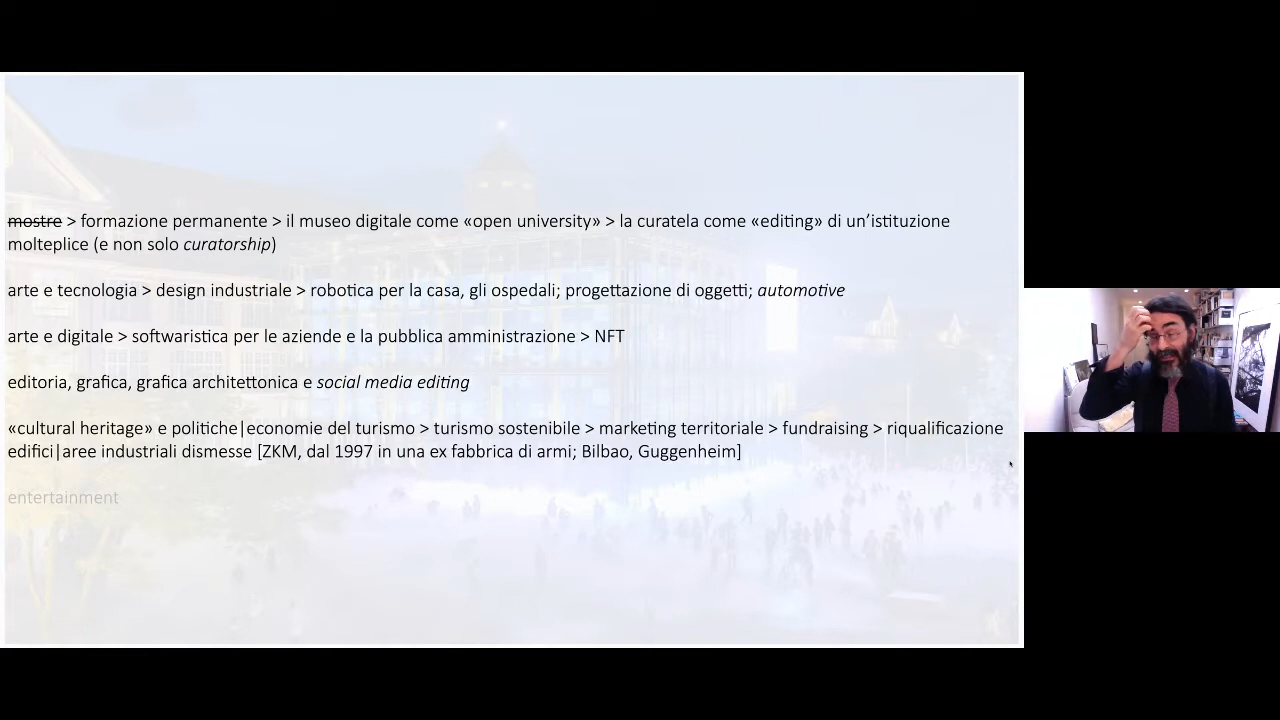 mostre > formazione permanente > il museo digitale come «open university» > la curatela come «editing» di un’istituzione
molteplice (e non solo curatorship)
arte e tecnologia > design industriale > robotica per la casa, gli ospedali; progettazione di oggetti; automotive
arte e digitale > softwaristica per le aziende e la pubblica amministrazione > NFT
editoria, grafica, grafica architettonica e social media editing
«cultural heritage» e politiche|economie del turismo > turismo sostenibile > marketing territoriale > fundraising > riqualificazione
edifici|aree industriali dismesse [ZKM, dal 1997 in una ex fabbrica di armi; Bilbao, Guggenheim]
entertainment